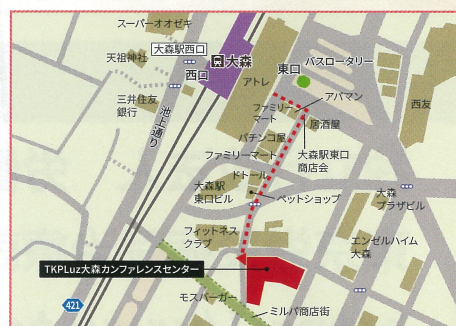 スーパーオオゼキ
天祖神社
大森駅西口
大森
西口
東口
バスロータリー
アトレ
三井住友
銀行
池上通り
ファミリー
マート
アパマン
居酒屋
西友
パチンコ屋
ファミリーマート
大森駅東口
商店会
ドトール
大森駅
東口ビル
ペットショップ
大森
プラザビル
フィットネス
クラブ
エンゼルハイム
大森
TKPLuz大森カンファレンスセンター
モスバーガー
421
ミルパ商店街